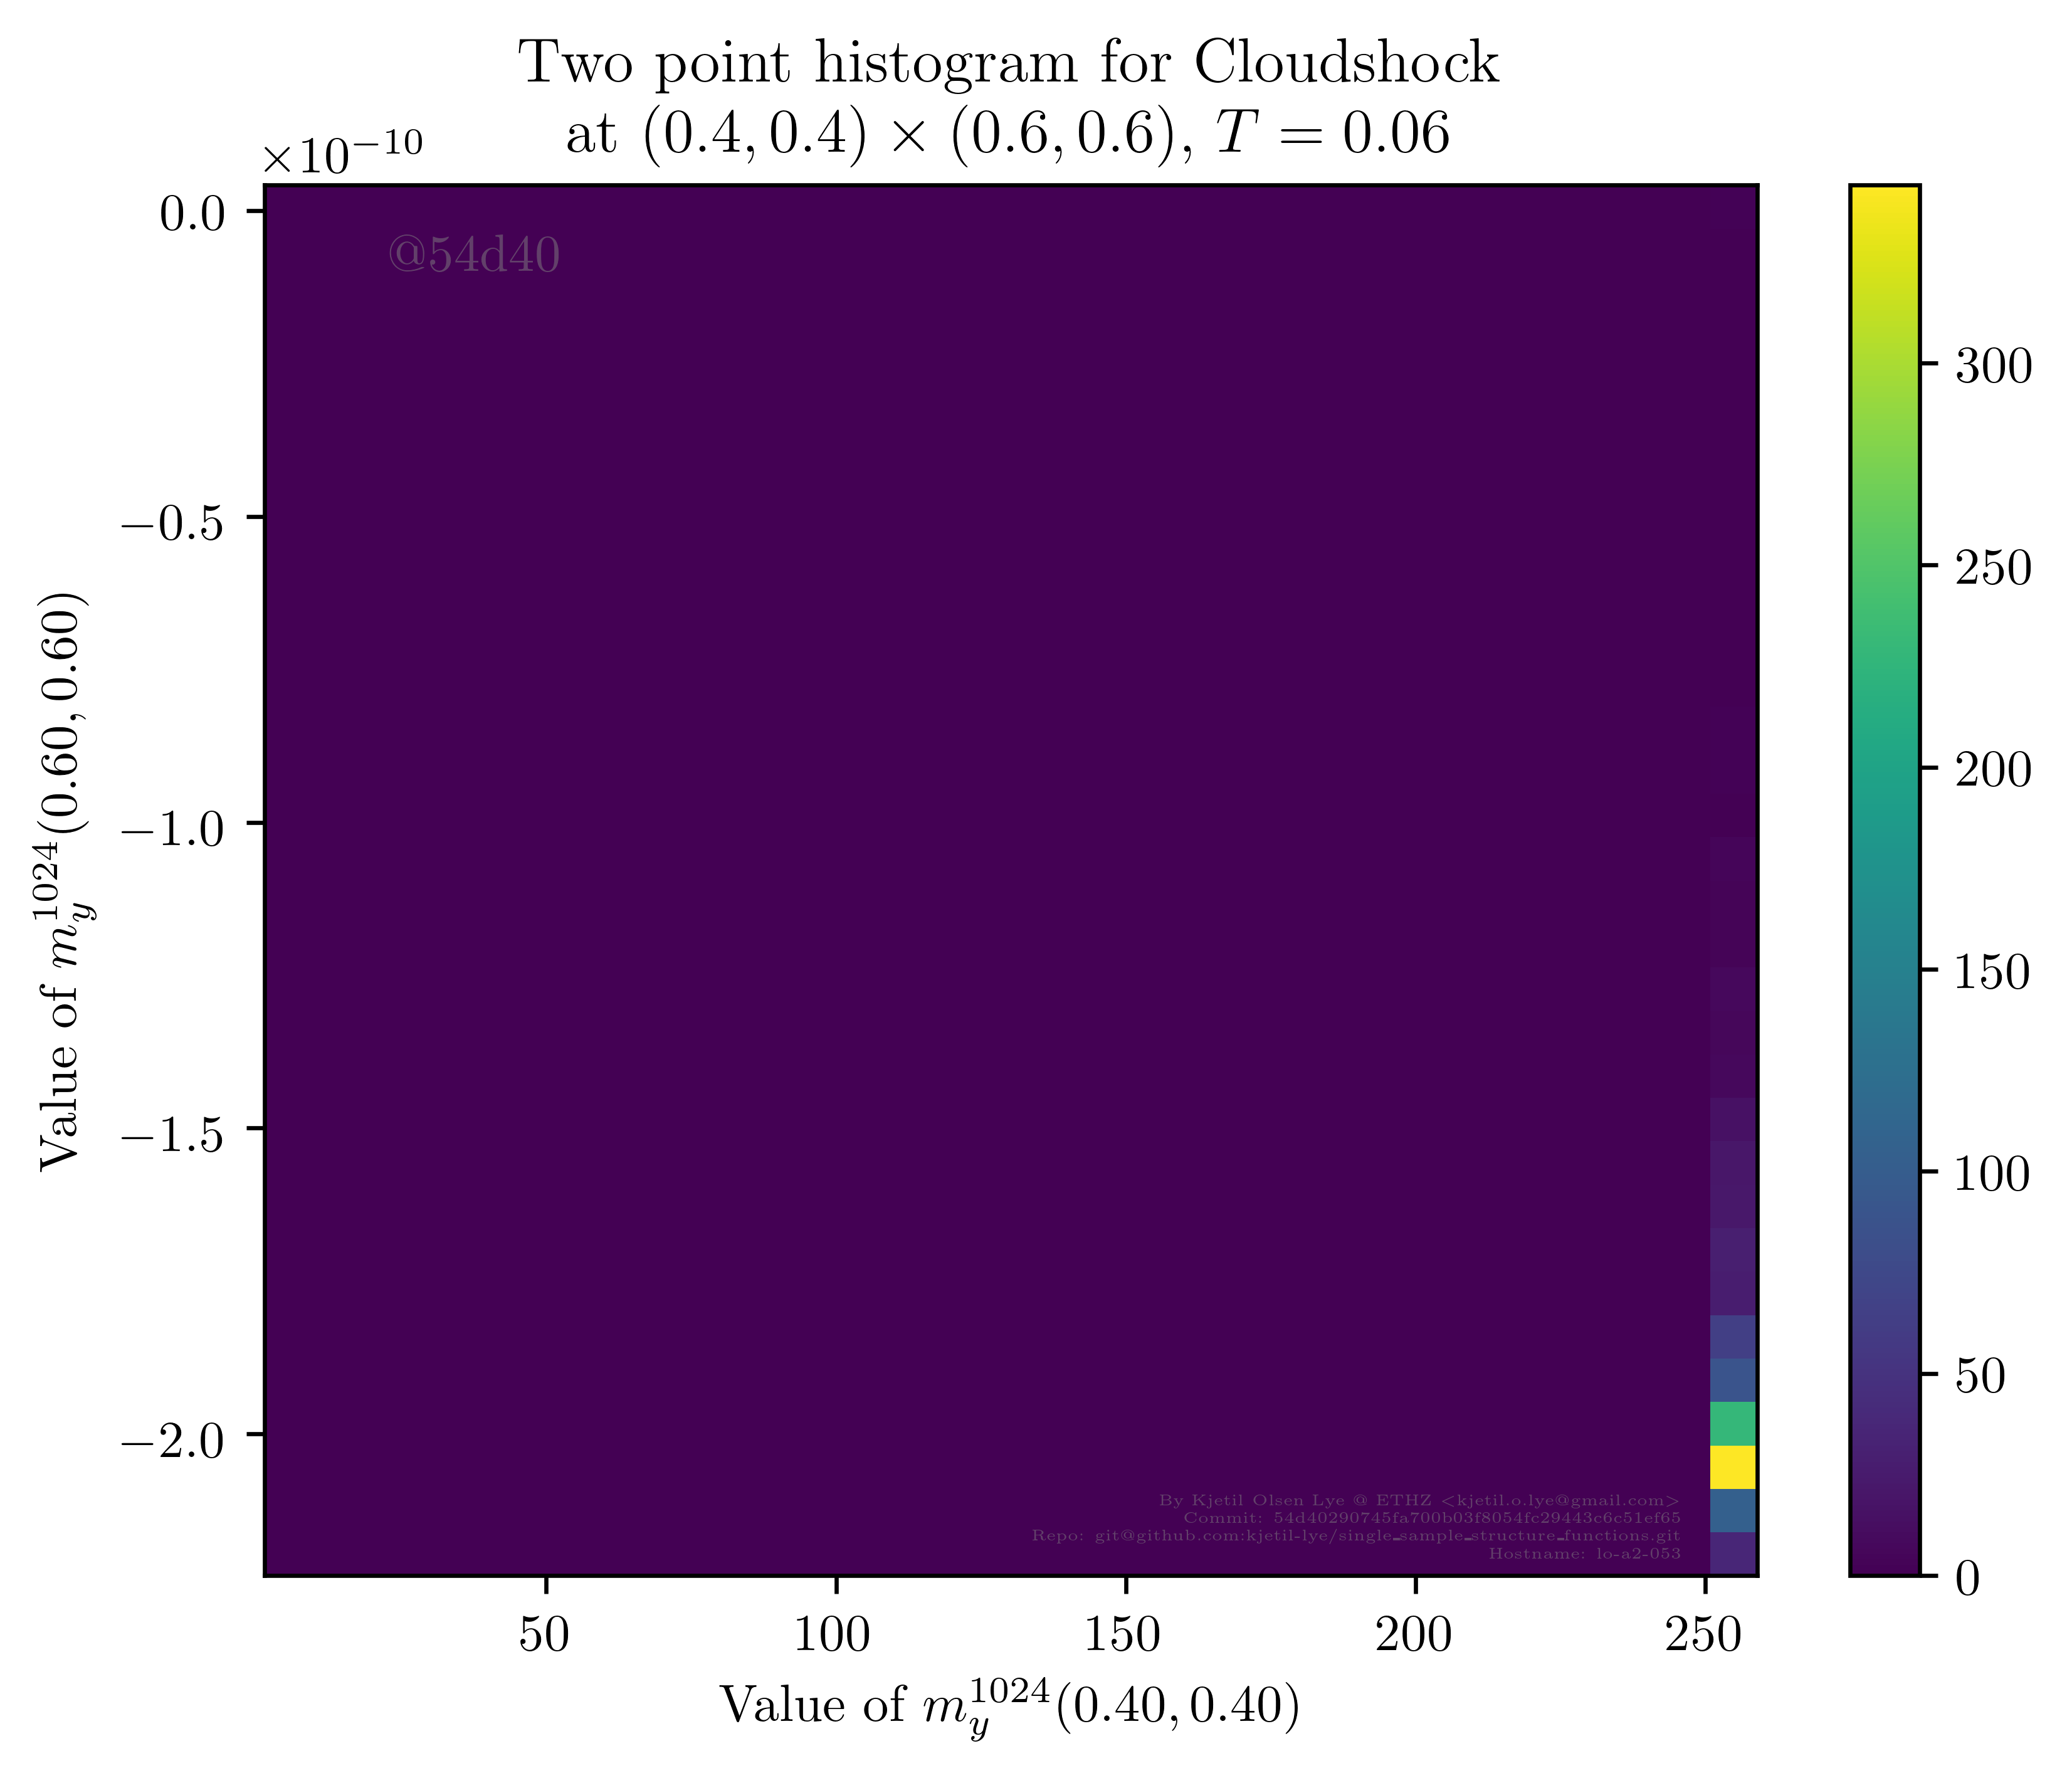 Two point histogram for Cloudshock
at (0.4, 0.4) × (0.6, 0.6), T = 0.06
×10⁻¹⁰
0.0
−0.5
−1.0
−1.5
−2.0
Value of m_y^1024(0.60, 0.60)
©54d40
By Kjetil Olsen Lye @ ETHZ <kjetil.o.lye@gmail.com>
Commit: 54d40290745fa700b03f8054fc29443c6c51ef65
Repo: git@github.com:kjetil-lye/single_sample_structure_functions.git
Hostname: lo-a2-053
50 100 150 200 250
Value of m_y^1024(0.40, 0.40)
300
250
200
150
100
50
0